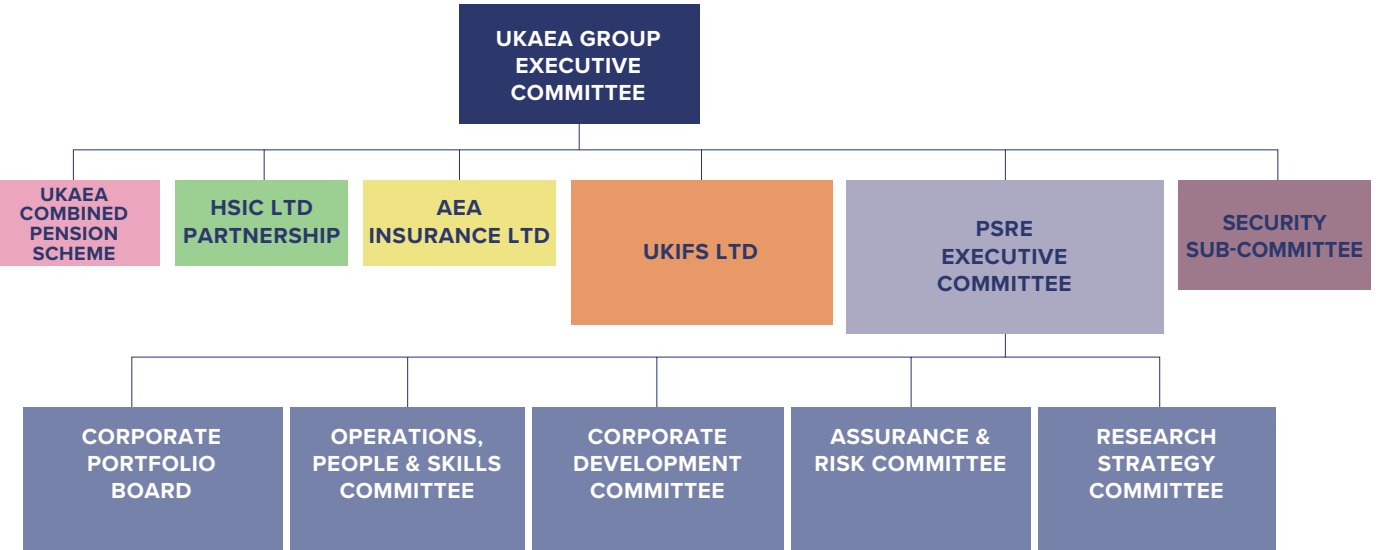 UKAEA GROUP
EXECUTIVE
COMMITTEE
UKAEA
COMBINED
PENSION
SCHEME
HSIC LTD
PARTNERSHIP
AEA
INSURANCE LTD
UKIFS LTD
PSRE
EXECUTIVE
COMMITTEE
SECURITY
SUB-COMMITTEE
CORPORATE
PORTFOLIO
BOARD
OPERATIONS,
PEOPLE & SKILLS
COMMITTEE
CORPORATE
DEVELOPMENT
COMMITTEE
ASSURANCE &
RISK COMMITTEE
RESEARCH
STRATEGY
COMMITTEE